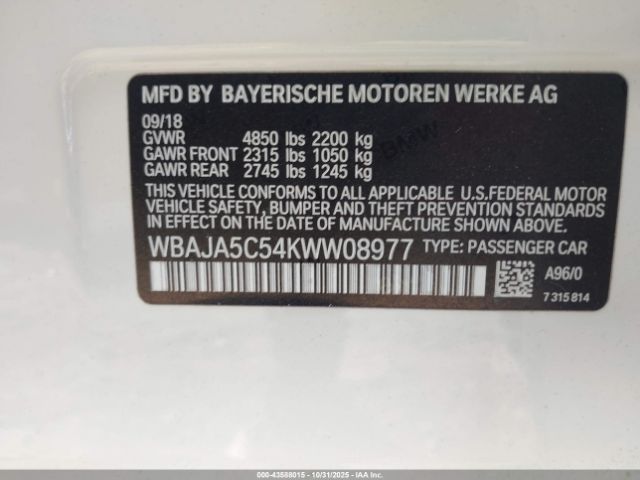 MFD BY BAYERISCHE MOTOREN WERKE AG
09/18
GVWR 4850 lbs 2200 kg
GAWR FRONT 2315 lbs 1050 kg
GAWR REAR 2745 lbs 1245 kg
THIS VEHICLE CONFORMS TO ALL APPLICABLE U.S.FEDERAL MOTOR
VEHICLE SAFETY, BUMPER AND THEFT PREVENTION STANDARDS
IN EFFECT ON THE DATE OF MANUFACTURE SHOWN ABOVE.
WBAJA5C54KWW08977 TYPE: PASSENGER CAR
A96/0
7 315 814
BMW
000-43588015 | 10/31/2025 | © IAA Holdings, LLC